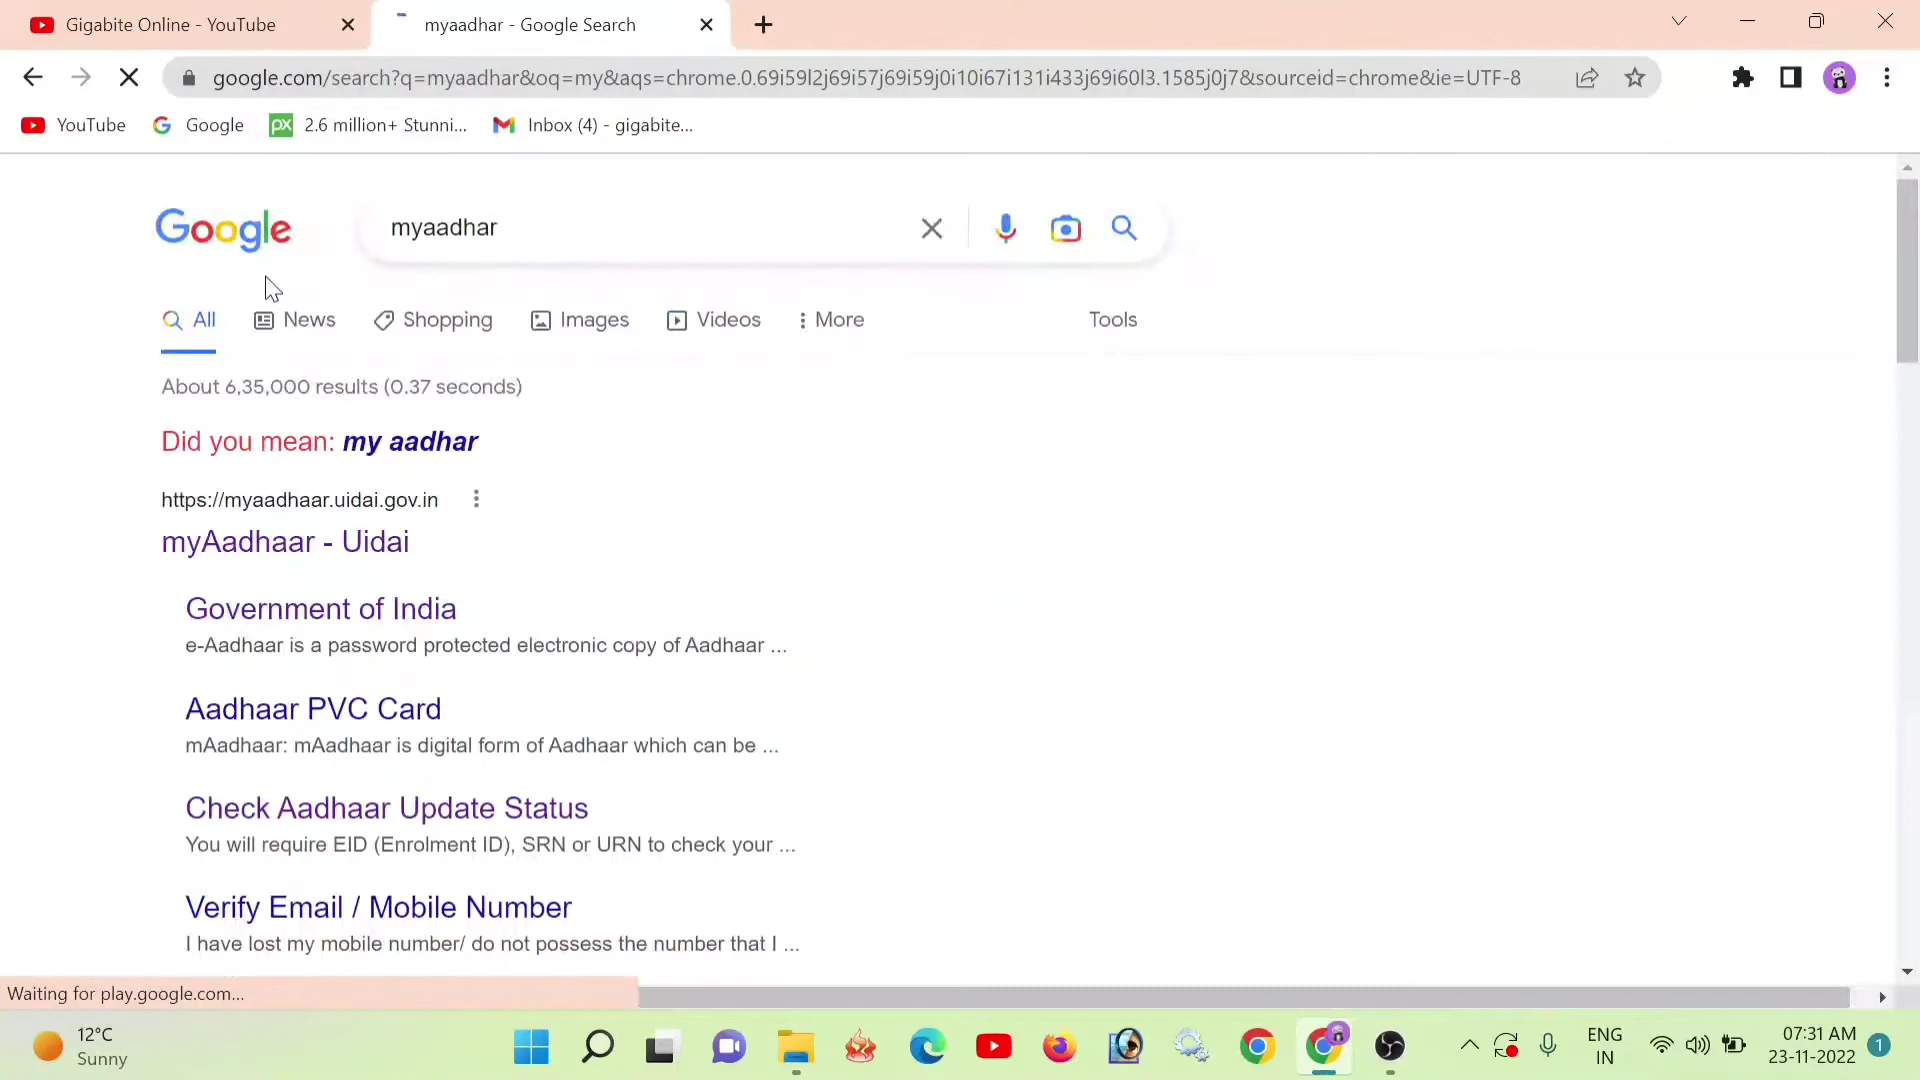 Gigabite Online - YouTube
myaadhar - Google Search
google.com/search?q=myaadhar&oq=my&aqs=chrome.0.69i59l2j69i57j69i59j0i10i67i131i433j69i60l3.1585j0j7&sourceid=chrome&ie=UTF-8
YouTube
Google
px
2.6 million+ Stunni...
Inbox (4) - gigabite...
Google
myaadhar
All
News
Shopping
Images
Videos
More
Tools
About 6,35,000 results (0.37 seconds)
Did you mean: my aadhar
https://myaadhaar.uidai.gov.in
myAadhaar - Uidai
Government of India
e-Aadhaar is a password protected electronic copy of Aadhaar ...
Aadhaar PVC Card
mAadhaar: mAadhaar is digital form of Aadhaar which can be ...
Check Aadhaar Update Status
You will require EID (Enrolment ID), SRN or URN to check your ...
Verify Email / Mobile Number
I have lost my mobile number/ do not possess the number that I ...
Waiting for play.google.com...
12°C
Sunny
ENG
IN
07:31 AM
23-11-2022
1